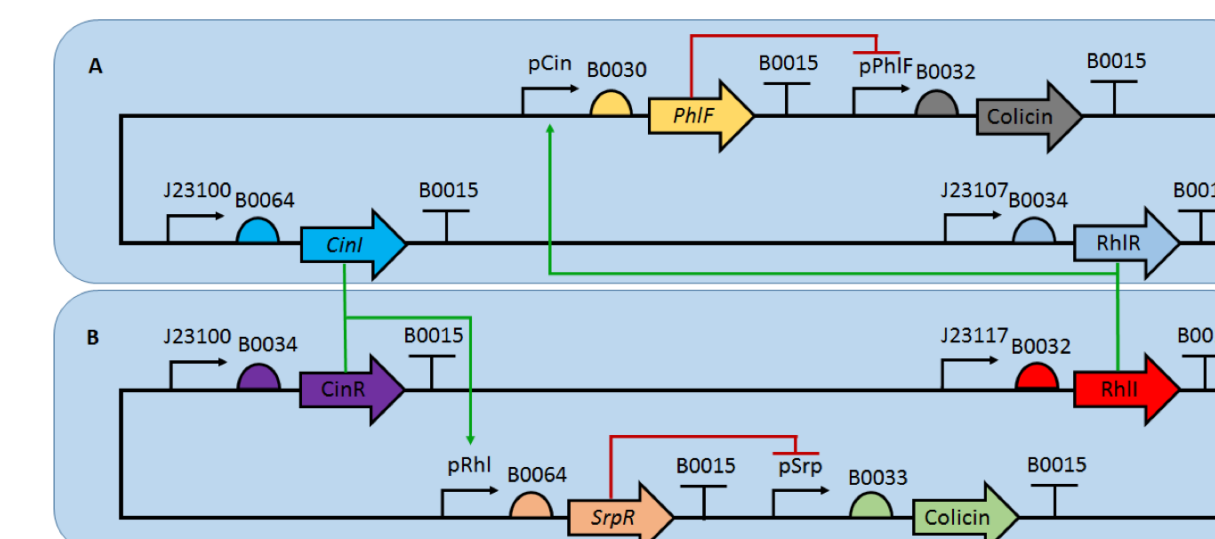 A
pCin
B0030
B0015
pPhlF
B0032
B0015
PhlF
Colicin
J23100
B0064
B0015
J23107
B0034
CinI
RhlR
B
J23100
B0034
B0015
J23117
B0032
CinR
RhlI
pRhl
B0064
B0015
pSrp
B0033
B0015
SrpR
Colicin